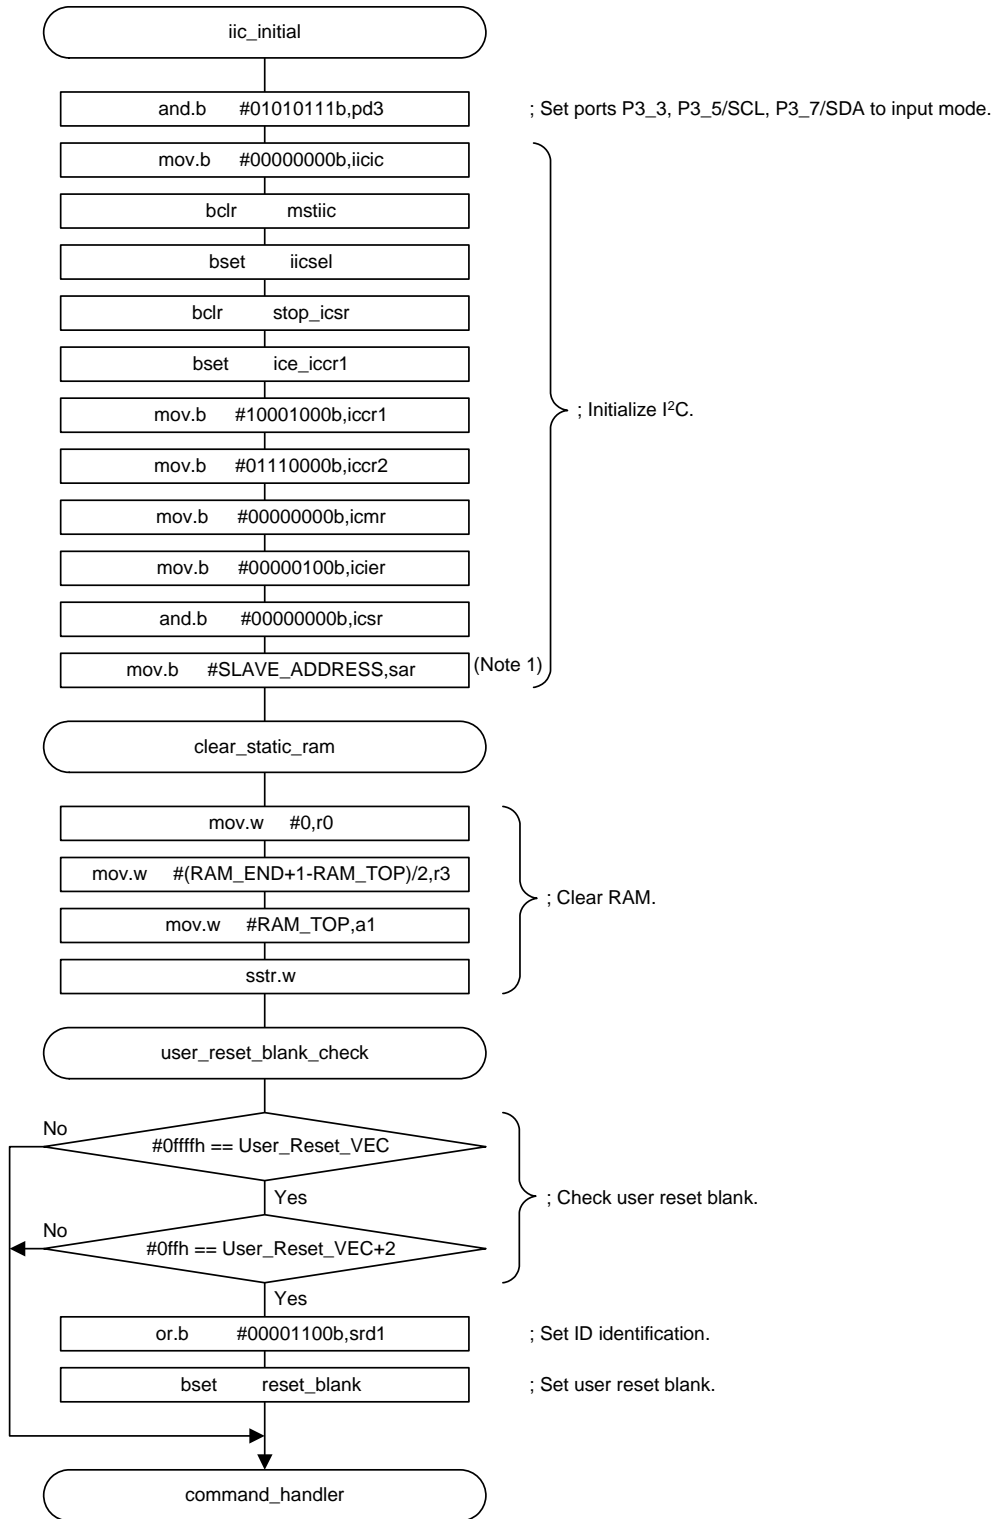 iic_initial
and.b #01010111b,pd3 ; Set ports P3_3, P3_5/SCL, P3_7/SDA to input mode.
mov.b #00000000b,iicic
bclr mstiic
bset iicsel
bclr stop_icsr
bset ice_iccr1
mov.b #10001000b,iccr1 ; Initialize I²C.
mov.b #01110000b,iccr2
mov.b #00000000b,icmr
mov.b #00000100b,icier
and.b #00000000b,icsr
mov.b #SLAVE_ADDRESS,sar (Note 1)
clear_static_ram
mov.w #0,r0
mov.w #(RAM_END+1-RAM_TOP)/2,r3
; Clear RAM.
mov.w #RAM_TOP,a1
sstr.w
user_reset_blank_check
No
#0ffffh == User_Reset_VEC
Yes
; Check user reset blank.
No
#0ffh == User_Reset_VEC+2
Yes
or.b #00001100b,srd1 ; Set ID identification.
bset reset_blank ; Set user reset blank.
command_handler